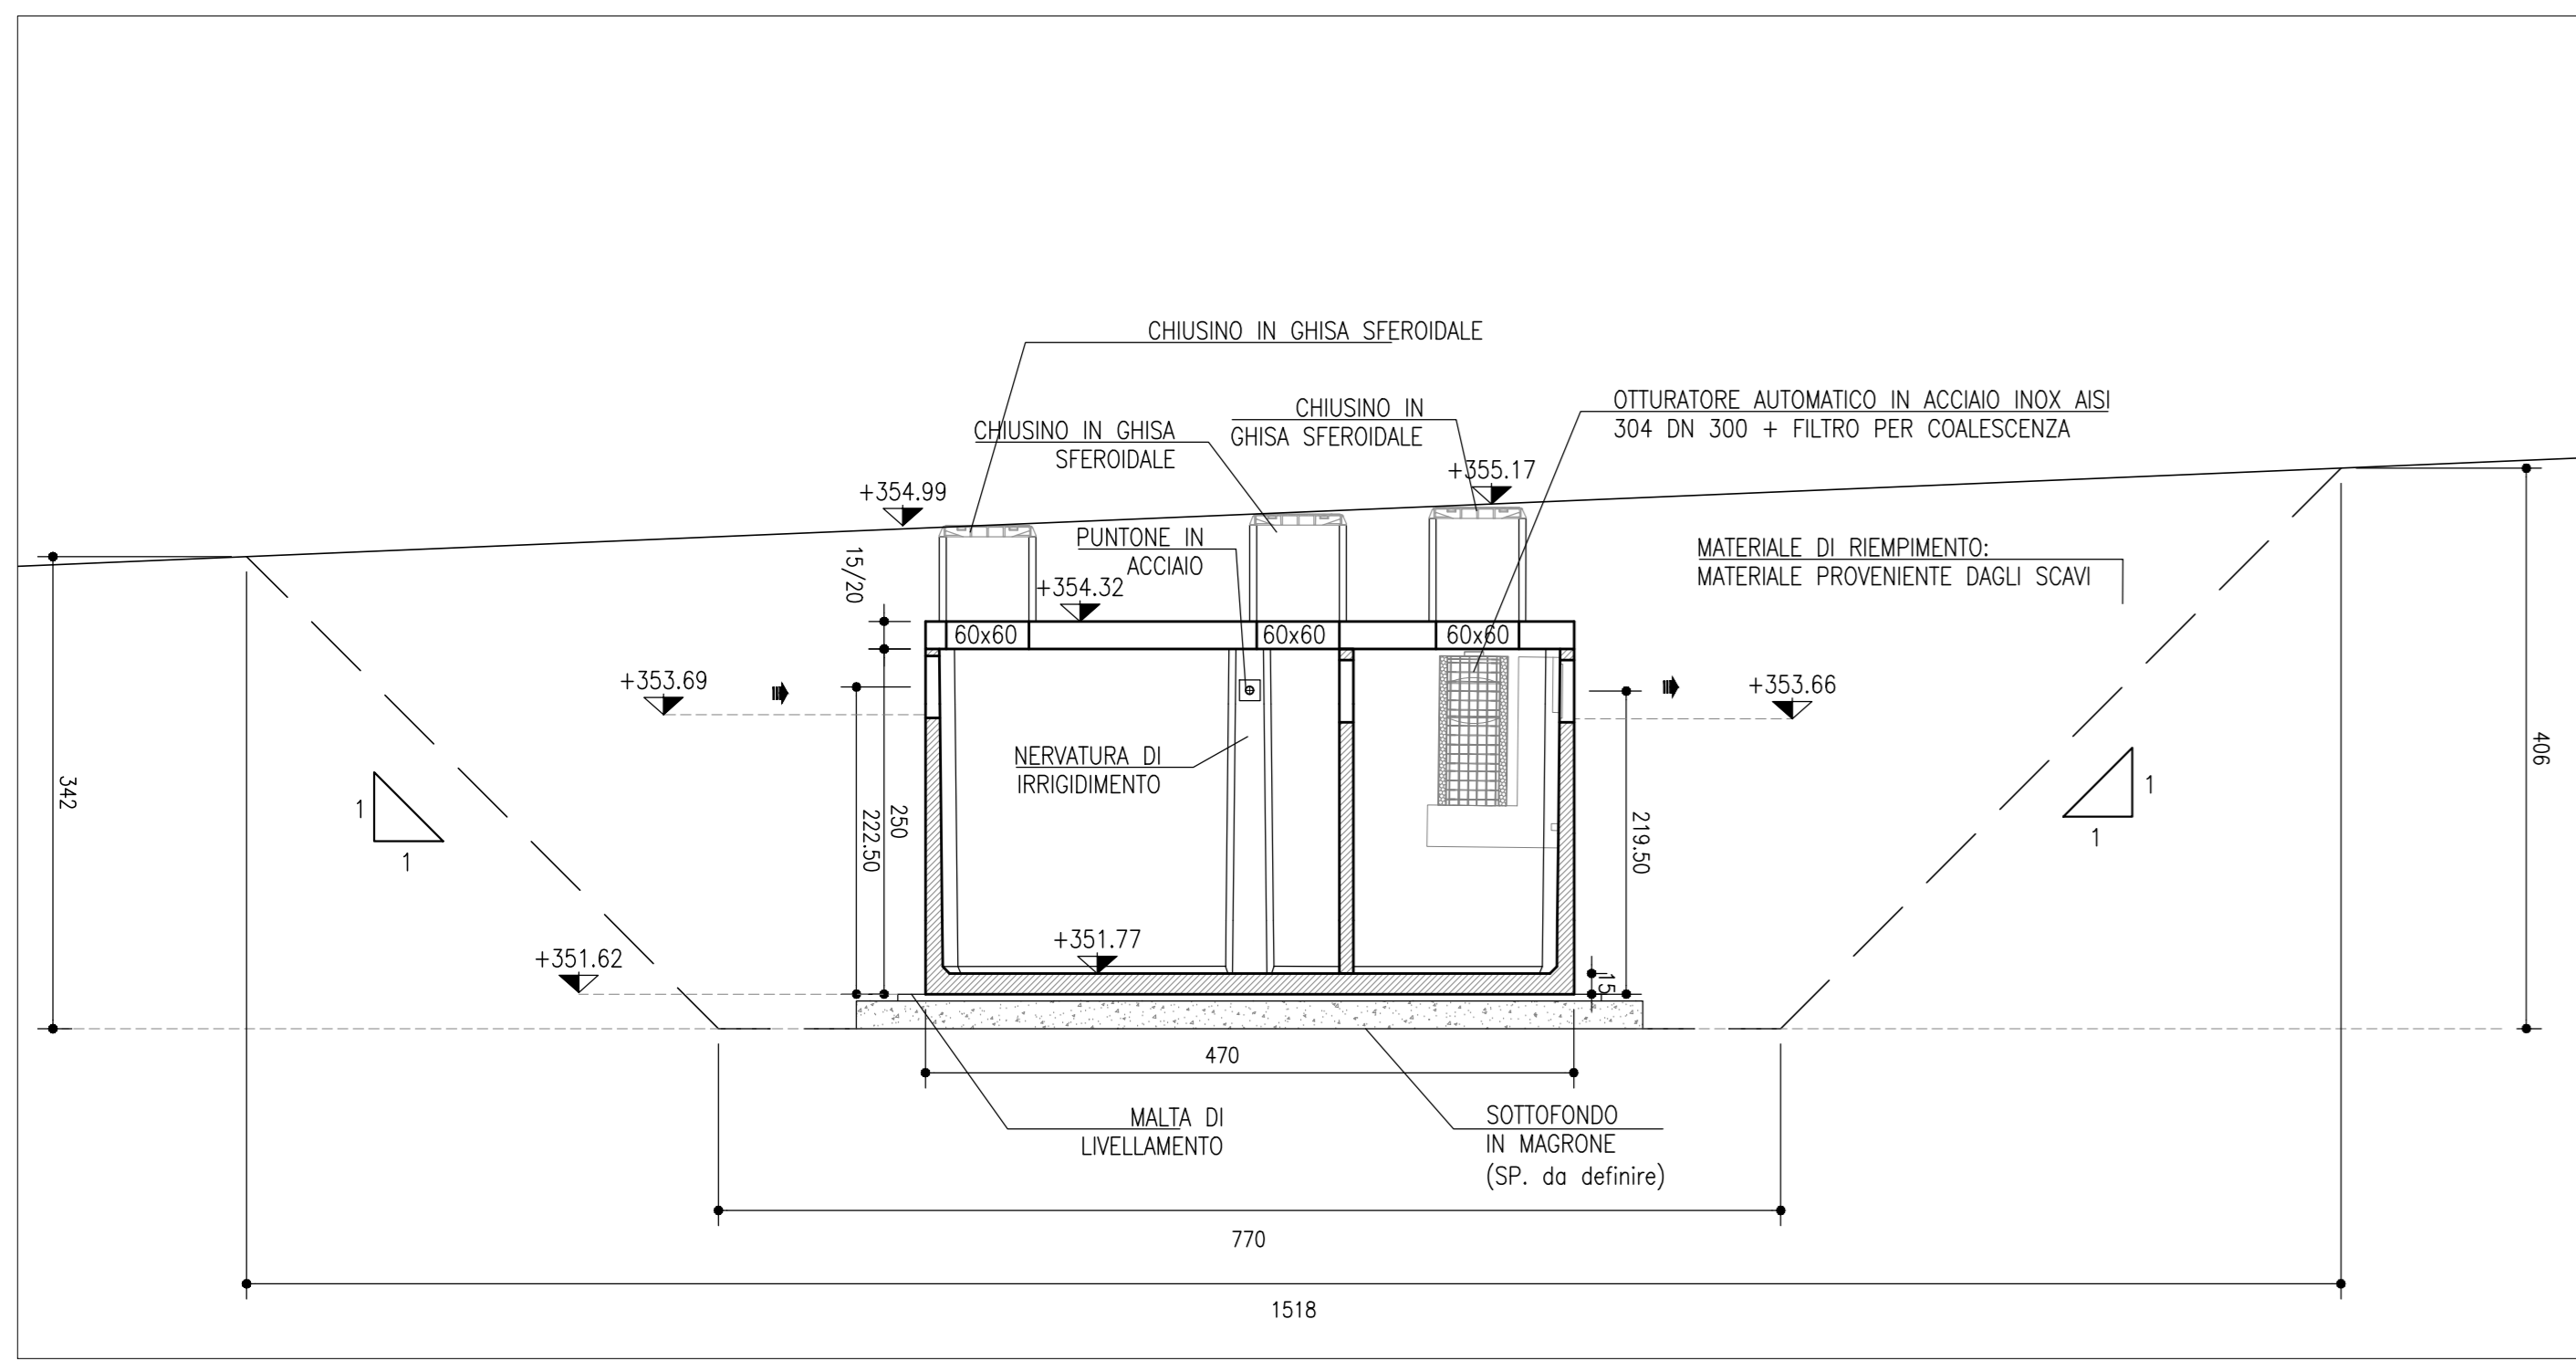 CHIUSINO IN GHISA SFEROIDALE
CHIUSINO IN
GHISA SFEROIDALE
OTTURATORE AUTOMATICO IN ACCIAIO INOX AISI
304 DN 300 + FILTRO PER COALESCENZA
CHIUSINO IN GHISA
SFEROIDALE
+355.17
+354.99
PUNTONE IN
ACCIAIO
MATERIALE DI RIEMPIMENTO:
MATERIALE PROVENIENTE DAGLI SCAVI
15/20
+354.32
60x60
60x60
60x60
+353.69
+353.66
NERVATURA DI
IRRIGIDIMENTO
342
1
1
222.50
250
219.50
1
1
406
+351.62
+351.77
15
470
MALTA DI
LIVELLAMENTO
SOTTOFONDO
IN MAGRONE
(SP. da definire)
770
1518